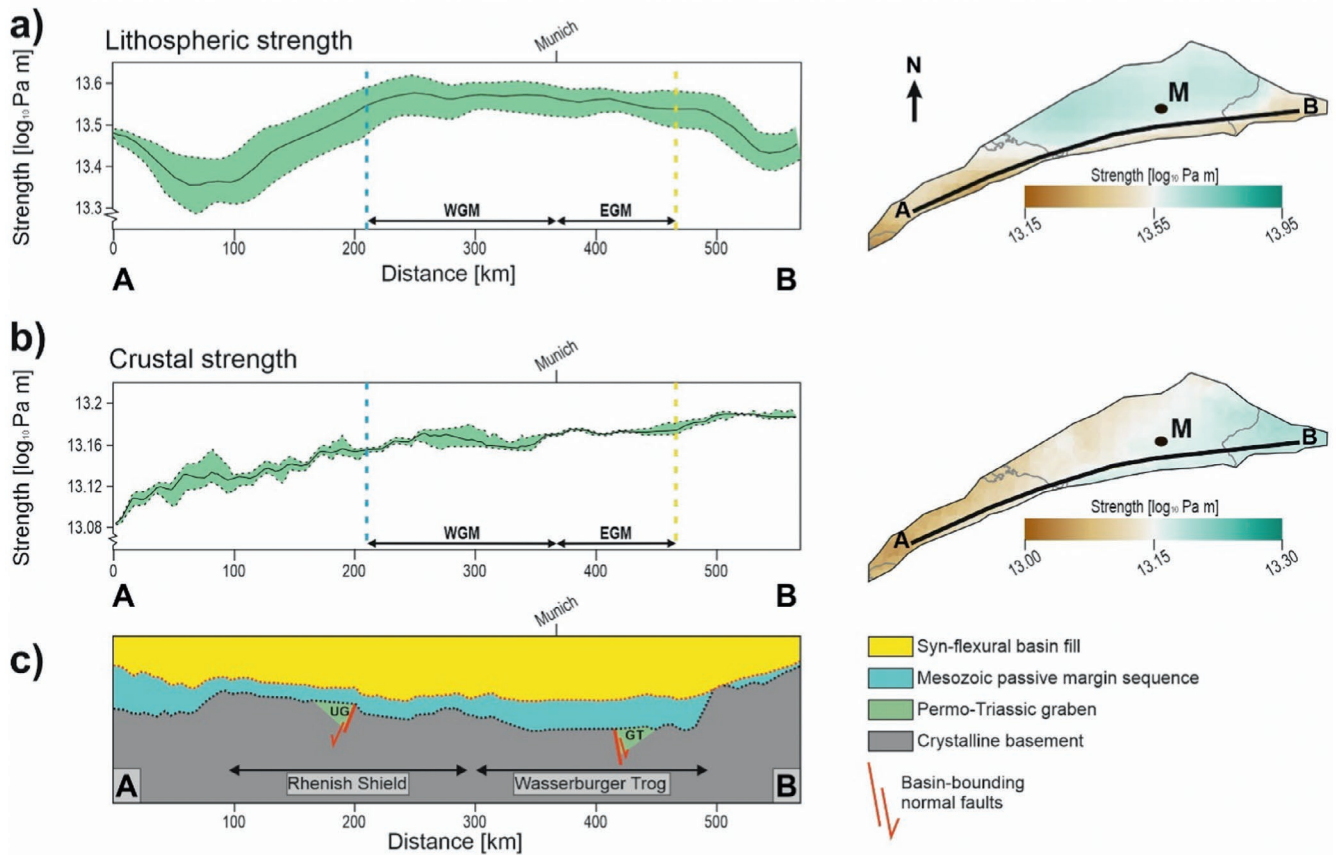 a)
Lithospheric strength
Munich
Strength [log₁₀ Pa m]
13.6
13.5
13.4
13.3
WGM
EGM
0
100
200
300
400
500
A
Distance [km]
B
N
M
B
A
Strength [log₁₀ Pa m]
13.15
13.55
13.95
b)
Crustal strength
Munich
Strength [log₁₀ Pa m]
13.2
13.16
13.12
13.08
WGM
EGM
0
100
200
300
400
500
A
B
M
B
A
Strength [log₁₀ Pa m]
13.00
13.15
13.30
Munich
c)
UG
GT
A
Rhenish Shield
Wasserburger Trog
B
100
200
300
400
500
Distance [km]
Syn-flexural basin fill
Mesozoic passive margin sequence
Permo-Triassic graben
Crystalline basement
Basin-bounding
normal faults